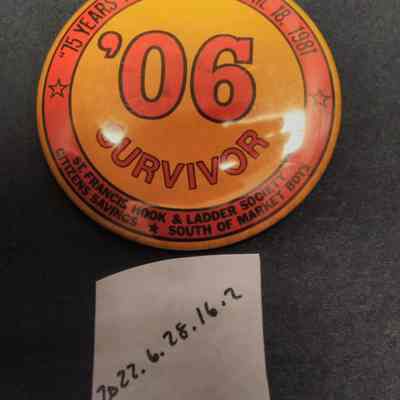 "75 YEARS
IL 18, 1981
'06
SURVIVOR
ST. FRANCIS HOOK & LADDER SOCIETY
CITIZENS SAVINGS ★ SOUTH OF MARKET BOYS
2022.6.28.16.2